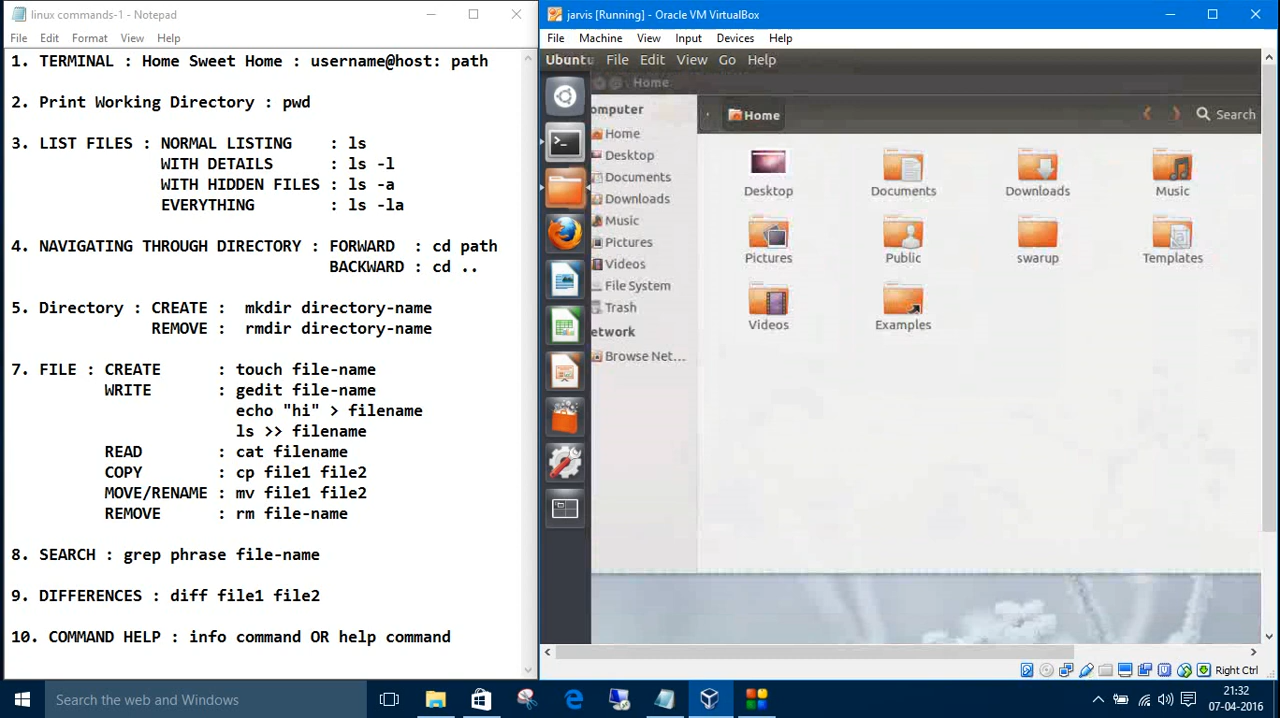 linux commands-1 - Notepad
File Edit Format View Help
1. TERMINAL : Home Sweet Home : username@host: path
2. Print Working Directory : pwd
3. LIST FILES : NORMAL LISTING : ls
WITH DETAILS : ls -l
WITH HIDDEN FILES : ls -a
EVERYTHING : ls -la
4. NAVIGATING THROUGH DIRECTORY : FORWARD : cd path
BACKWARD : cd ..
5. Directory : CREATE : mkdir directory-name
REMOVE : rmdir directory-name
7. FILE : CREATE : touch file-name
WRITE : gedit file-name
echo "hi" > filename
ls >> filename
READ : cat filename
COPY : cp file1 file2
MOVE/RENAME : mv file1 file2
REMOVE : rm file-name
8. SEARCH : grep phrase file-name
9. DIFFERENCES : diff file1 file2
10. COMMAND HELP : info command OR help command
jarvis [Running] - Oracle VM VirtualBox
File Machine View Input Devices Help
Ubuntu File Edit View Go Help
Home
omputer
Home
Desktop
Documents
Downloads
Music
Pictures
Videos
File System
Trash
etwork
Browse Net...
Home
Search
Desktop Documents Downloads Music
Pictures Public swarup Templates
Videos Examples
Right Ctrl
Search the web and Windows
21:32
07-04-2016